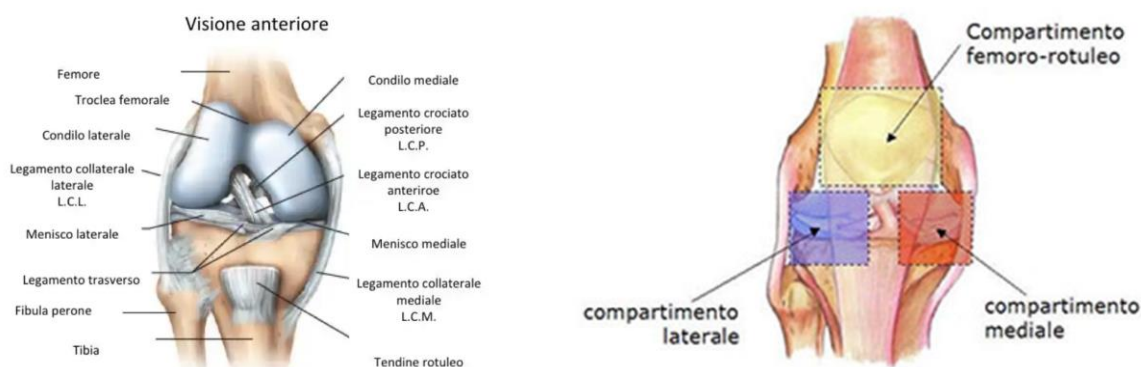 Visione anteriore
Femore
Troclea femorale
Condilo laterale
Legamento collaterale
laterale
L.C.L.
Menisco laterale
Legamento trasverso
Fibula perone
Tibia
Condilo mediale
Legamento crociato
posteriore
L.C.P.
Legamento crociato
anteriroe
L.C.A.
Menisco mediale
Legamento collaterale
mediale
L.C.M.
Tendine rotuleo
Compartimento
femoro-rotuleo
compartimento
laterale
compartimento
mediale